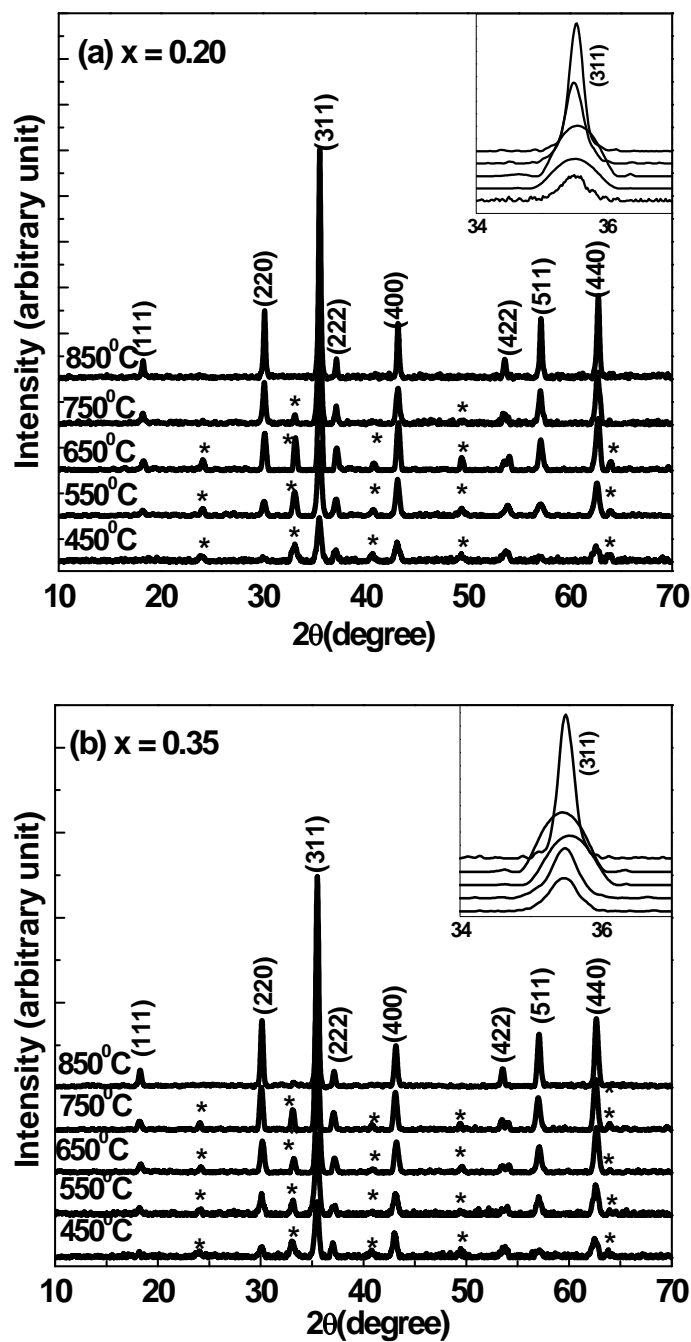 (a) x = 0.20
(311)
34 36
Intensity (arbitrary unit)
(111) (220) (311) (222) (400) (422) (511) (440)
850⁰C
750⁰C * *
650⁰C * * * * *
550⁰C * * * * *
450⁰C * * * * *
10 20 30 40 50 60 70
2θ(degree)
(b) x = 0.35
(311)
34 36
Intensity (arbitrary unit)
(111) (220) (311) (222) (400) (422) (511) (440)
850⁰C *
750⁰C * * * * *
650⁰C * * * * *
550⁰C * * * *
450⁰C * * * * *
10 20 30 40 50 60 70
2θ(degree)